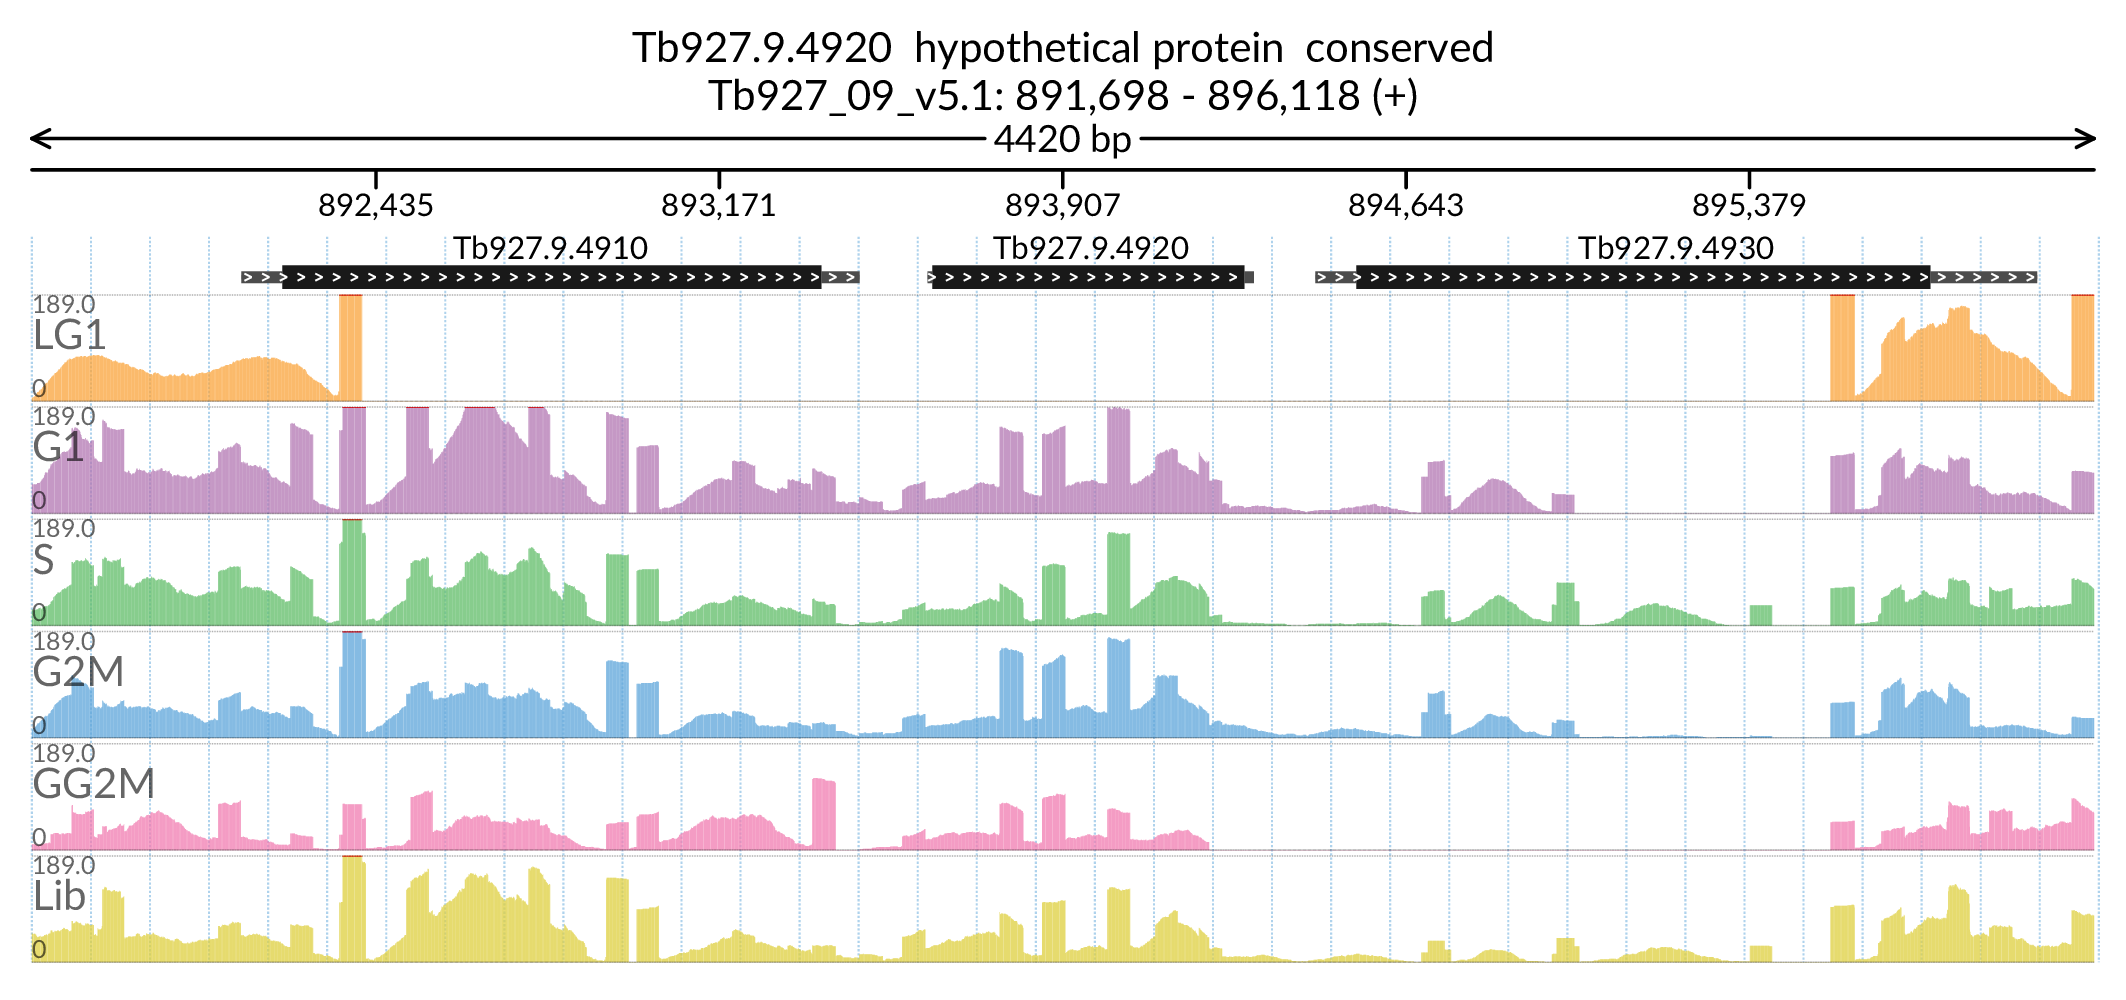 Tb927.9.4920  hypothetical protein  conserved
Tb927_09_v5.1: 891,698 - 896,118 (+)
4420 bp
892,435 893,171 893,907 894,643 895,379
Tb927.9.4910 Tb927.9.4920 Tb927.9.4930
189.0
LG1
0
189.0
G1
0
189.0
S
0
189.0
G2M
0
189.0
GG2M
0
189.0
Lib
0